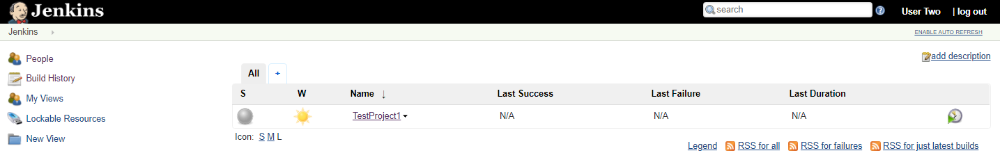 Jenkins
search
User Two | log out
Jenkins
ENABLE AUTO REFRESH
People
Build History
My Views
Lockable Resources
New View
add description
All +
S W Name ↓ Last Success Last Failure Last Duration
TestProject1 N/A N/A N/A
Icon: S M L
Legend RSS for all RSS for failures RSS for just latest builds